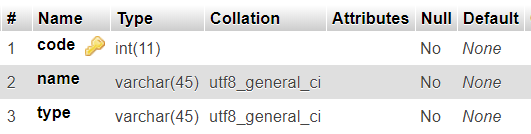 # Name Type Collation Attributes Null Default
1 code int(11) No None
2 name varchar(45) utf8_general_ci No None
3 type varchar(45) utf8_general_ci No None